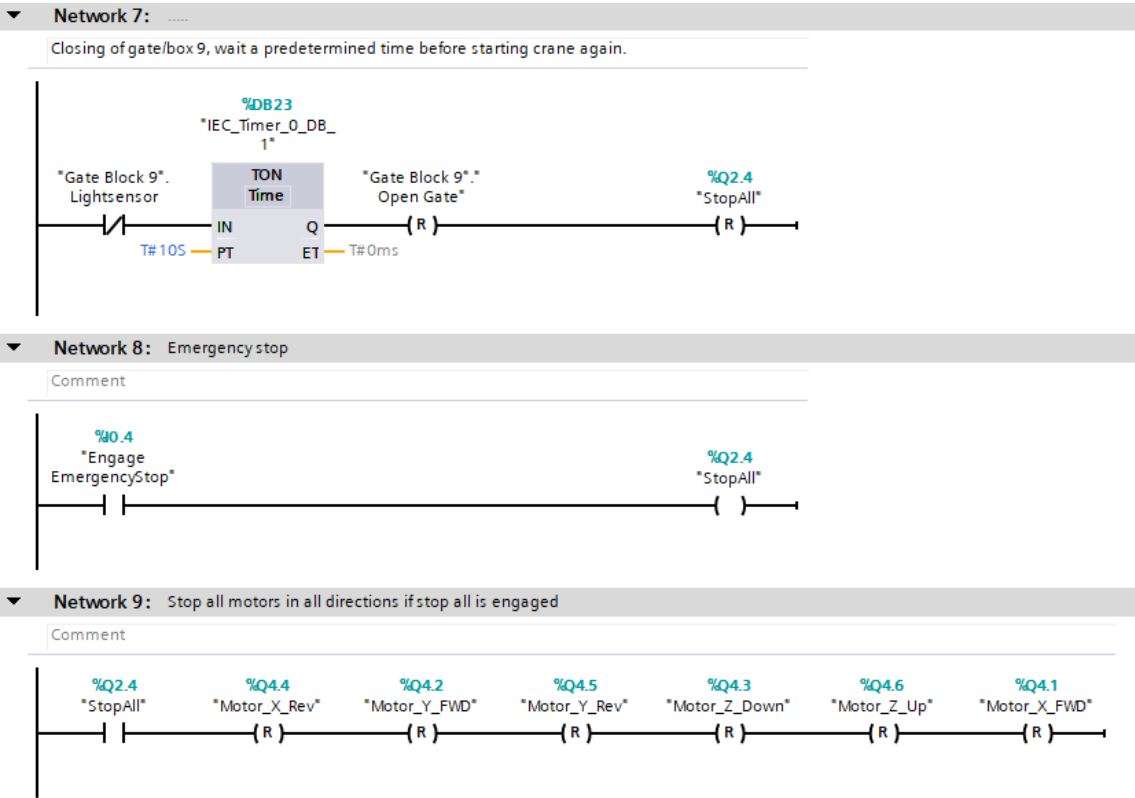 Network 7: .....
Closing of gate/box 9, wait a predetermined time before starting crane again.
%DB23
"IEC_Timer_0_DB_
1"
"Gate Block 9".
Lightsensor
TON
Time
"Gate Block 9"."
Open Gate"
%Q2.4
"StopAll"
IN
Q
R
R
T#10S
PT
ET
T#0ms
Network 8: Emergency stop
Comment
%I0.4
"Engage
EmergencyStop"
%Q2.4
"StopAll"
Network 9: Stop all motors in all directions if stop all is engaged
Comment
%Q2.4
"StopAll"
%Q4.4
"Motor_X_Rev"
R
%Q4.2
"Motor_Y_FWD"
R
%Q4.5
"Motor_Y_Rev"
R
%Q4.3
"Motor_Z_Down"
R
%Q4.6
"Motor_Z_Up"
R
%Q4.1
"Motor_X_FWD"
R